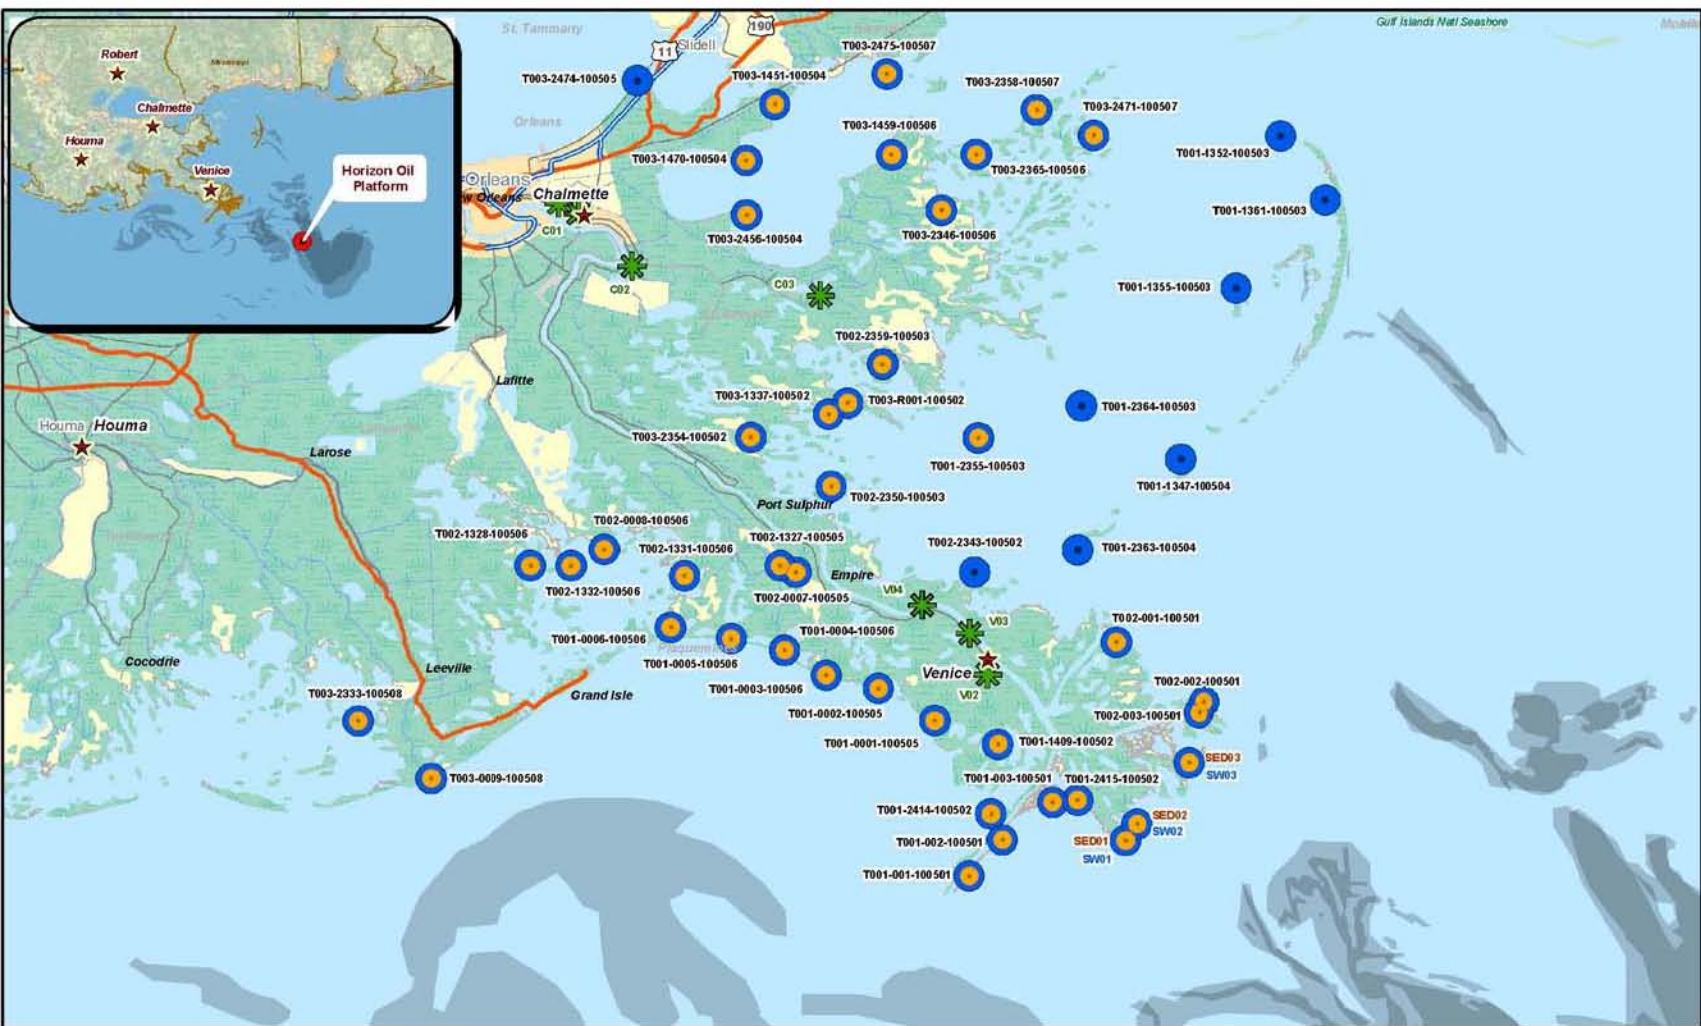 Gulf Islands Natl Seashore
St. Tammany
190
11
Slidell
T003-2475-100507
T003-2474-100505
T003-1451-100504
T003-2358-100507
T003-2471-100507
Robert
Mississippi
Chalmette
Houma
Venice
Horizon Oil
Platform
Orleans
T003-1459-100506
T001-1352-100503
T003-1470-100504
T003-2365-100506
Orleans
Chalmette
New Orleans
T001-1361-100503
C01
T003-2456-100504
T003-2346-100506
C02
C03
T001-1355-100503
T002-2359-100503
Lafitte
T003-1337-100502
T003-R001-100502
T001-2364-100503
Houma
Houma
T003-2354-100502
Larose
T001-2355-100503
T001-1347-100504
T002-2350-100503
Port Sulphur
T002-0008-100506
T002-1328-100506
T002-1331-100506
T002-1327-100505
T002-2343-100502
T001-2363-100504
Empire
T002-1332-100506
T002-0007-100505
V04
T001-0006-100506
T001-0004-100506
V03
T002-001-100501
Plaquemines
Cocodrie
Leeville
T001-0005-100506
Venice
T003-2333-100508
Grand Isle
T001-0003-100506
V02
T002-002-100501
T001-0002-100505
T002-003-100501
T001-0001-100505
T001-1409-100502
SED03
SW03
T003-0009-100508
T001-003-100501
T001-2415-100502
T001-2414-100502
SED02
SW02
T001-002-100501
SED01
SW01
T001-001-100501